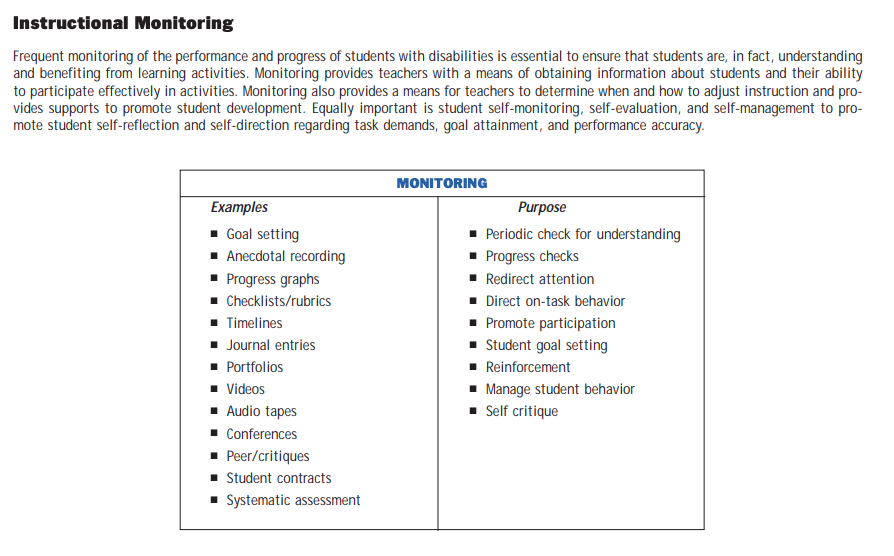 Instructional Monitoring
Frequent monitoring of the performance and progress of students with disabilities is essential to ensure that students are, in fact, understanding
and benefiting from learning activities. Monitoring provides teachers with a means of obtaining information about students and their ability
to participate effectively in activities. Monitoring also provides a means for teachers to determine when and how to adjust instruction and pro-
vides supports to promote student development. Equally important is student self-monitoring, self-evaluation, and self-management to pro-
mote student self-reflection and self-direction regarding task demands, goal attainment, and performance accuracy.
MONITORING
Examples
■ Goal setting
■ Anecdotal recording
■ Progress graphs
■ Checklists/rubrics
■ Timelines
■ Journal entries
■ Portfolios
■ Videos
■ Audio tapes
■ Conferences
■ Peer/critiques
■ Student contracts
■ Systematic assessment
Purpose
■ Periodic check for understanding
■ Progress checks
■ Redirect attention
■ Direct on-task behavior
■ Promote participation
■ Student goal setting
■ Reinforcement
■ Manage student behavior
■ Self critique